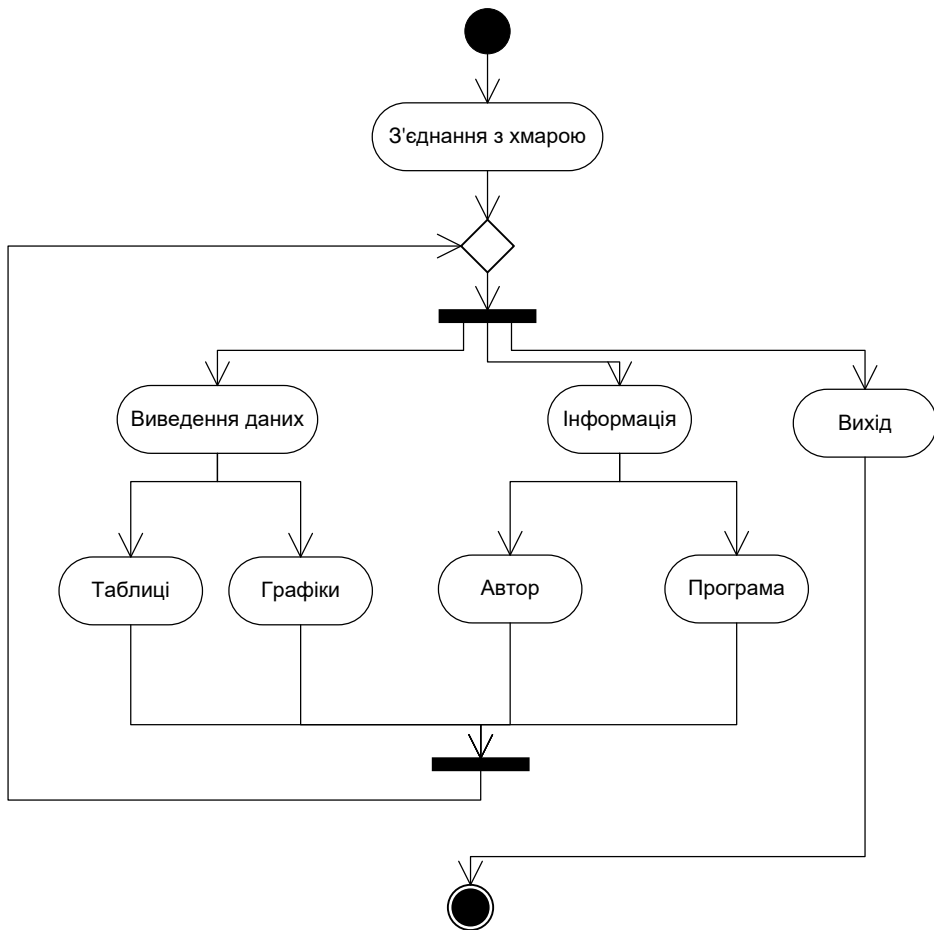 З'єднання з хмарою
Виведення даних
Інформація
Вихід
Таблиці
Графіки
Автор
Програма